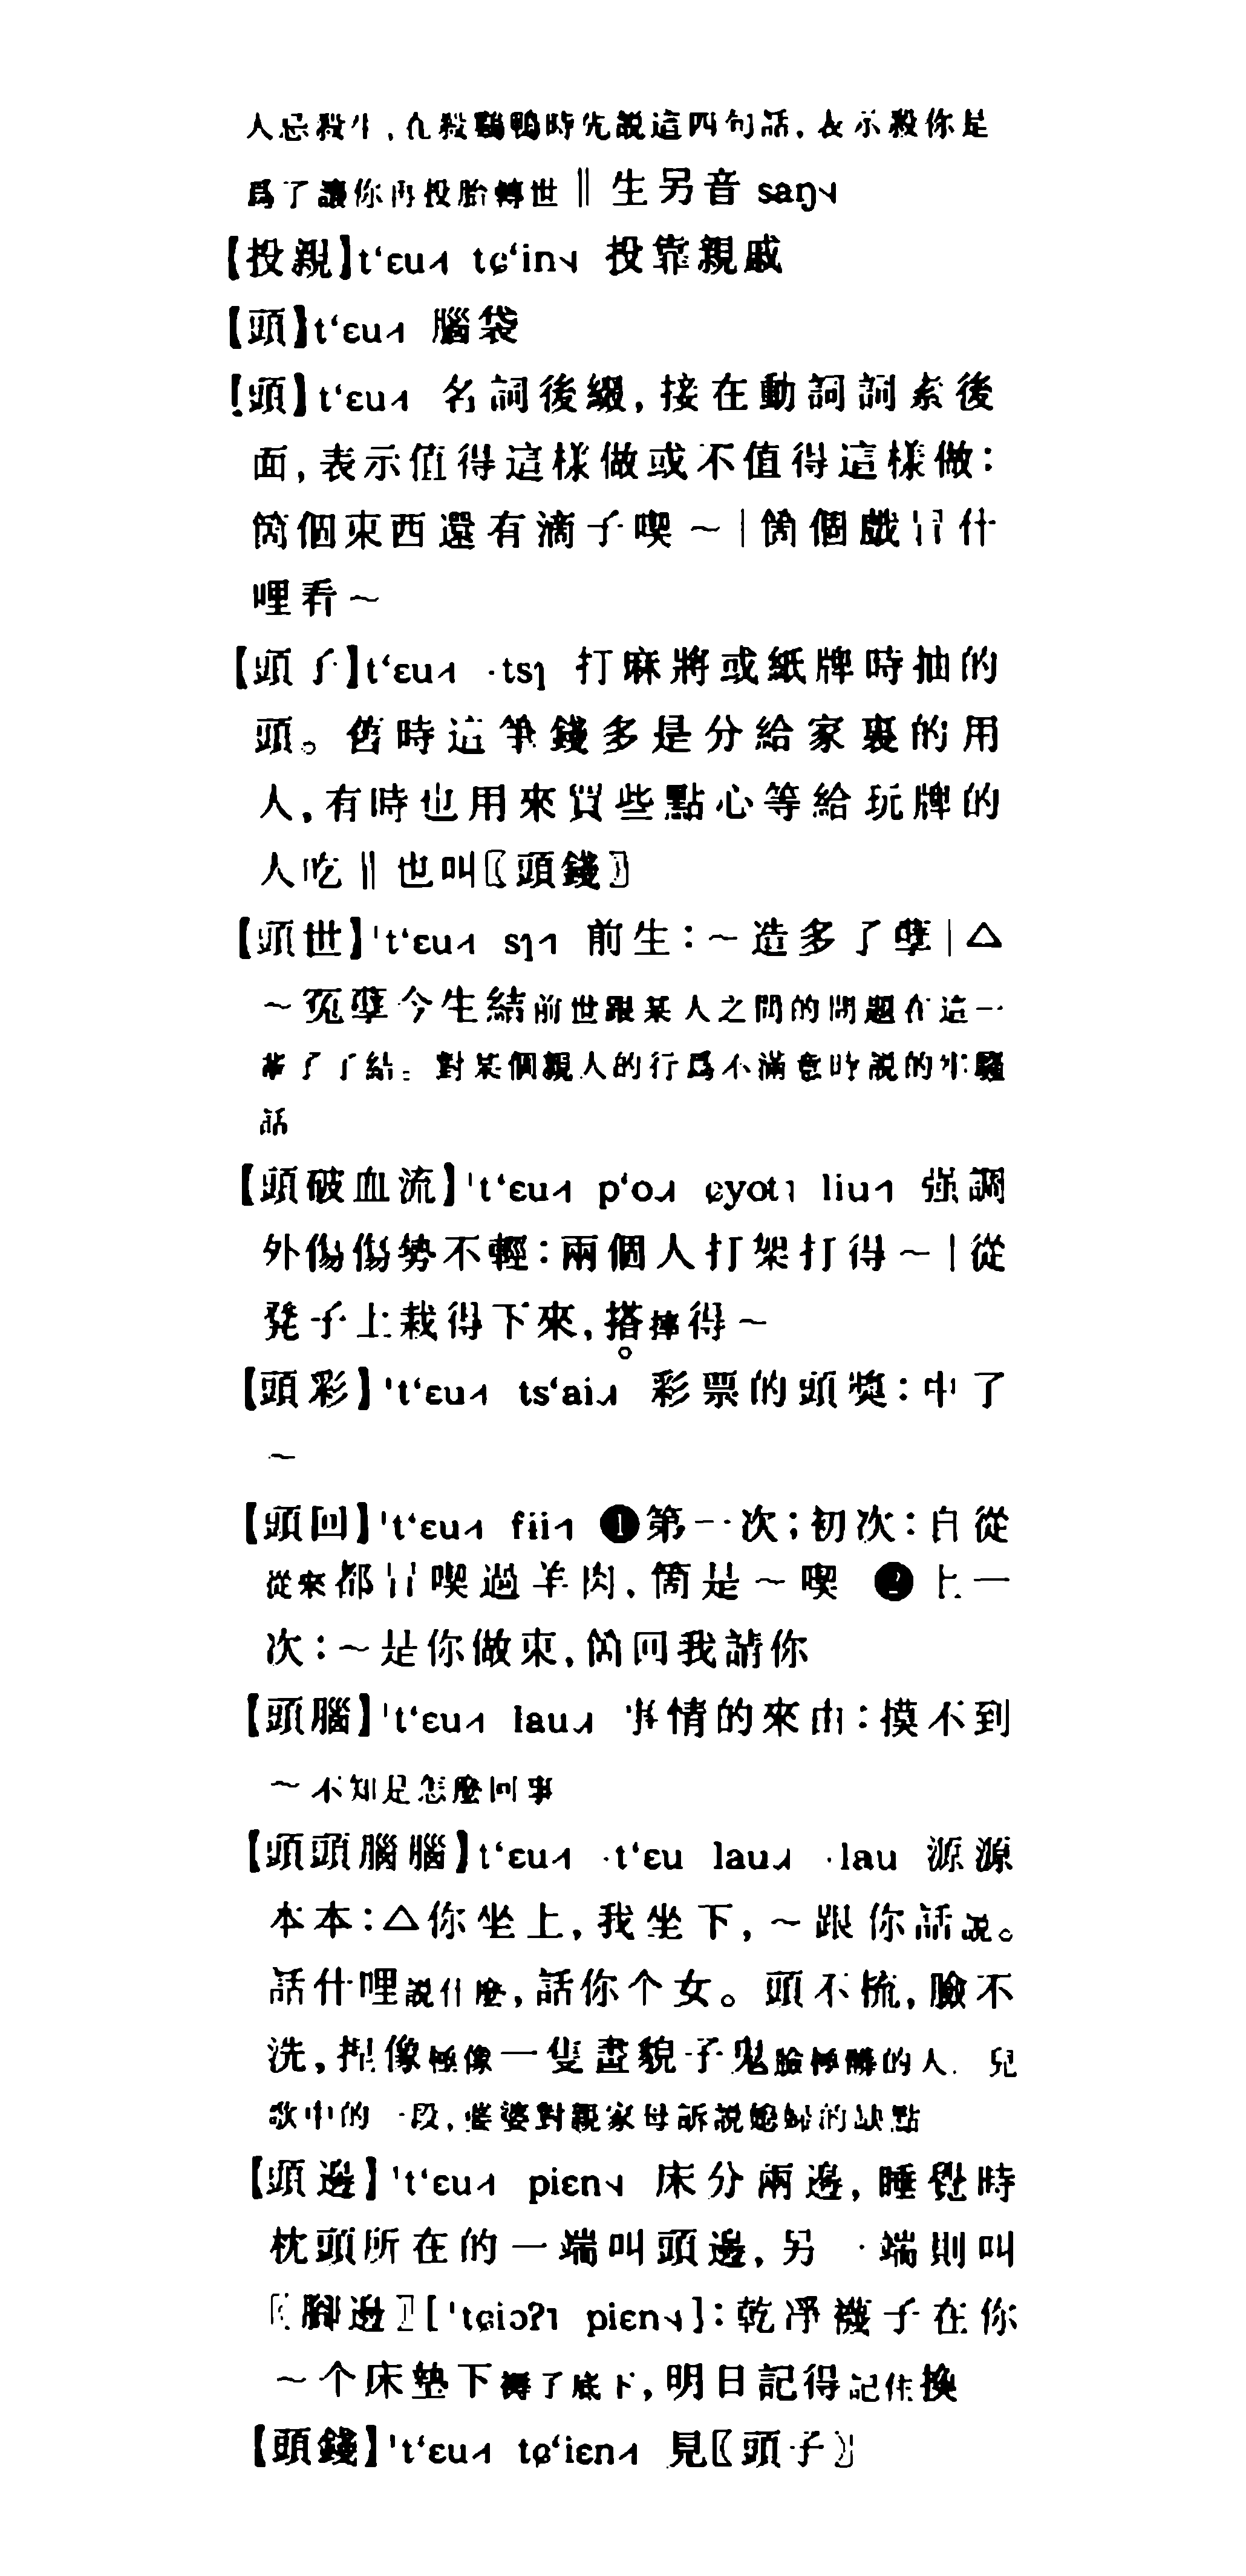 人忌殺生,在殺鷄鴨時先説這四句話,表示殺你是
爲了讓你再投胎轉世‖生另音 saŋ˧˨
【投親】t‘ɛu˨˦ tɕ‘in˧˨ 投靠親戚
【頭】t‘ɛu˨˦ 腦袋
【頭】t‘ɛu˨˦ 名詞後綴,接在動詞詞素後
面,表示值得這樣做或不值得這樣做:
箇個東西還有滴子喫～|箇個戲冇什
哩看～
【頭子】t‘ɛu˨˦ ·tsɿ 打麻將或紙牌時抽的
頭。舊時這筆錢多是分給家裏的用
人,有時也用來買些點心等給玩牌的
人吃‖也叫〖頭錢〗
【頭世】't‘ɛu˨˦ sɿ 前生:～造多了孽|△
～冤孽今生結前世跟某人之間的問題在這一
輩子了結。對某個親人的行爲不滿意時説的牢騷
話
【頭破血流】't‘ɛu˨˦ p‘o ɕyot liu 强調
外傷傷勢不輕:兩個人打架打得～|從
凳子上栽得下來,搭摔得～
【頭彩】't‘ɛu˨˦ ts‘ai 彩票的頭獎:中了
～
【頭回】't‘ɛu˨˦ fii ❶第一次;初次:自從
從來都冇喫過羊肉,箇是～喫 ❷上一
次:～是你做東,箇回我請你
【頭腦】't‘ɛu˨˦ lau 事情的來由:摸不到
～不知是怎麼回事
【頭頭腦腦】t‘ɛu˨˦ ·t‘ɛu lau ·lau 源源
本本:△你坐上,我坐下,～跟你話説。
話什哩説什麼,話你个女。頭不梳,臉不
洗,揑像極像一隻畫貌子鬼臉極醜的人. 兒
歌中的一段,婆婆對親家母訴説媳婦的缺點
【頭邊】't‘ɛu˨˦ piɛn˧˨ 床分兩邊,睡覺時
枕頭所在的一端叫頭邊,另一端則叫
〖脚邊〗['tɕiɔʔ piɛn˧˨]:乾净襪子在你
～个床墊下褥子底下,明日記得記住換
【頭錢】't‘ɛu˨˦ tɕ‘iɛn˨˦ 見〖頭子〗